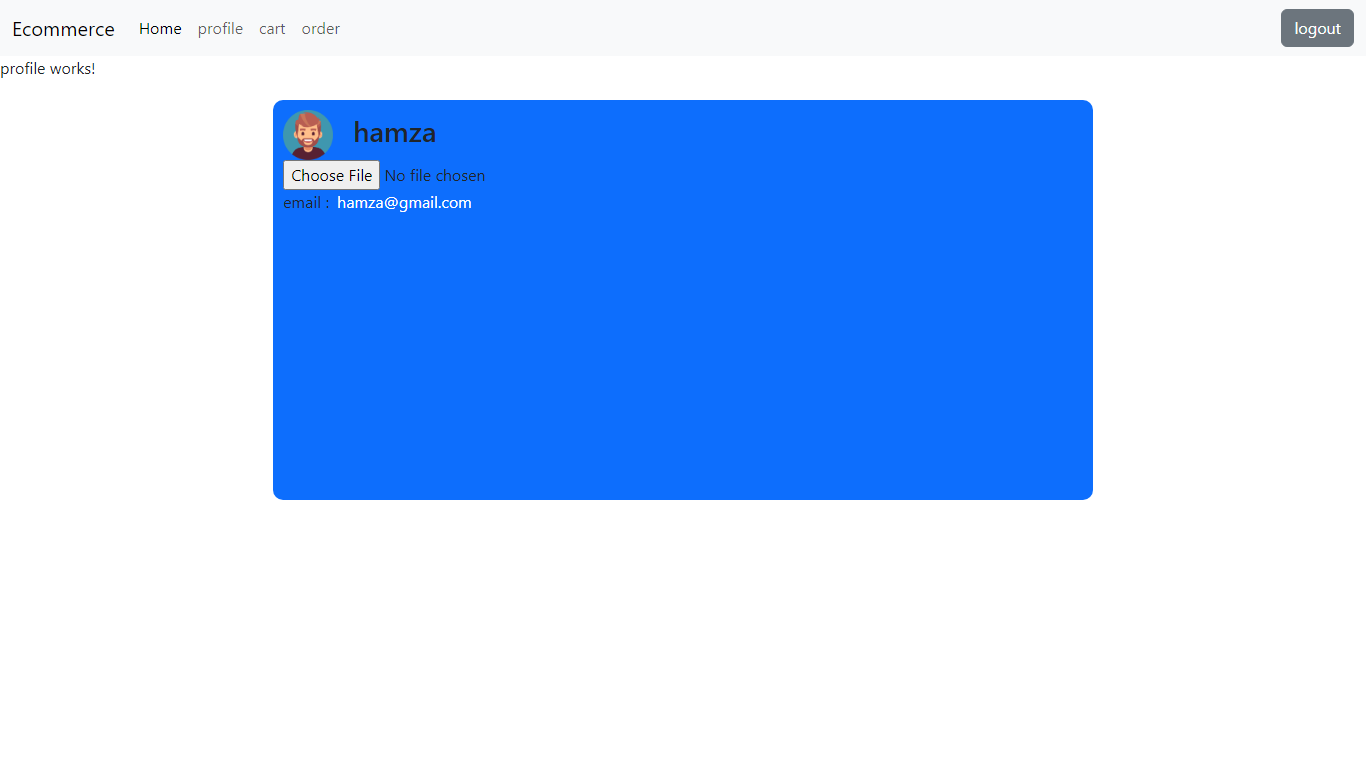 Ecommerce Home profile cart order logout
profile works!
hamza
Choose File No file chosen
email : hamza@gmail.com